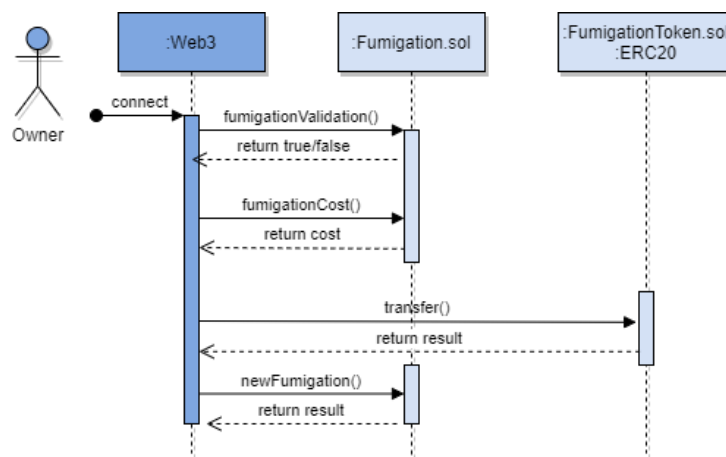 :Web3
:Fumigation.sol
:FumigationToken.sol
:ERC20
connect
Owner
fumigationValidation()
return true/false
fumigationCost()
return cost
transfer()
return result
newFumigation()
return result